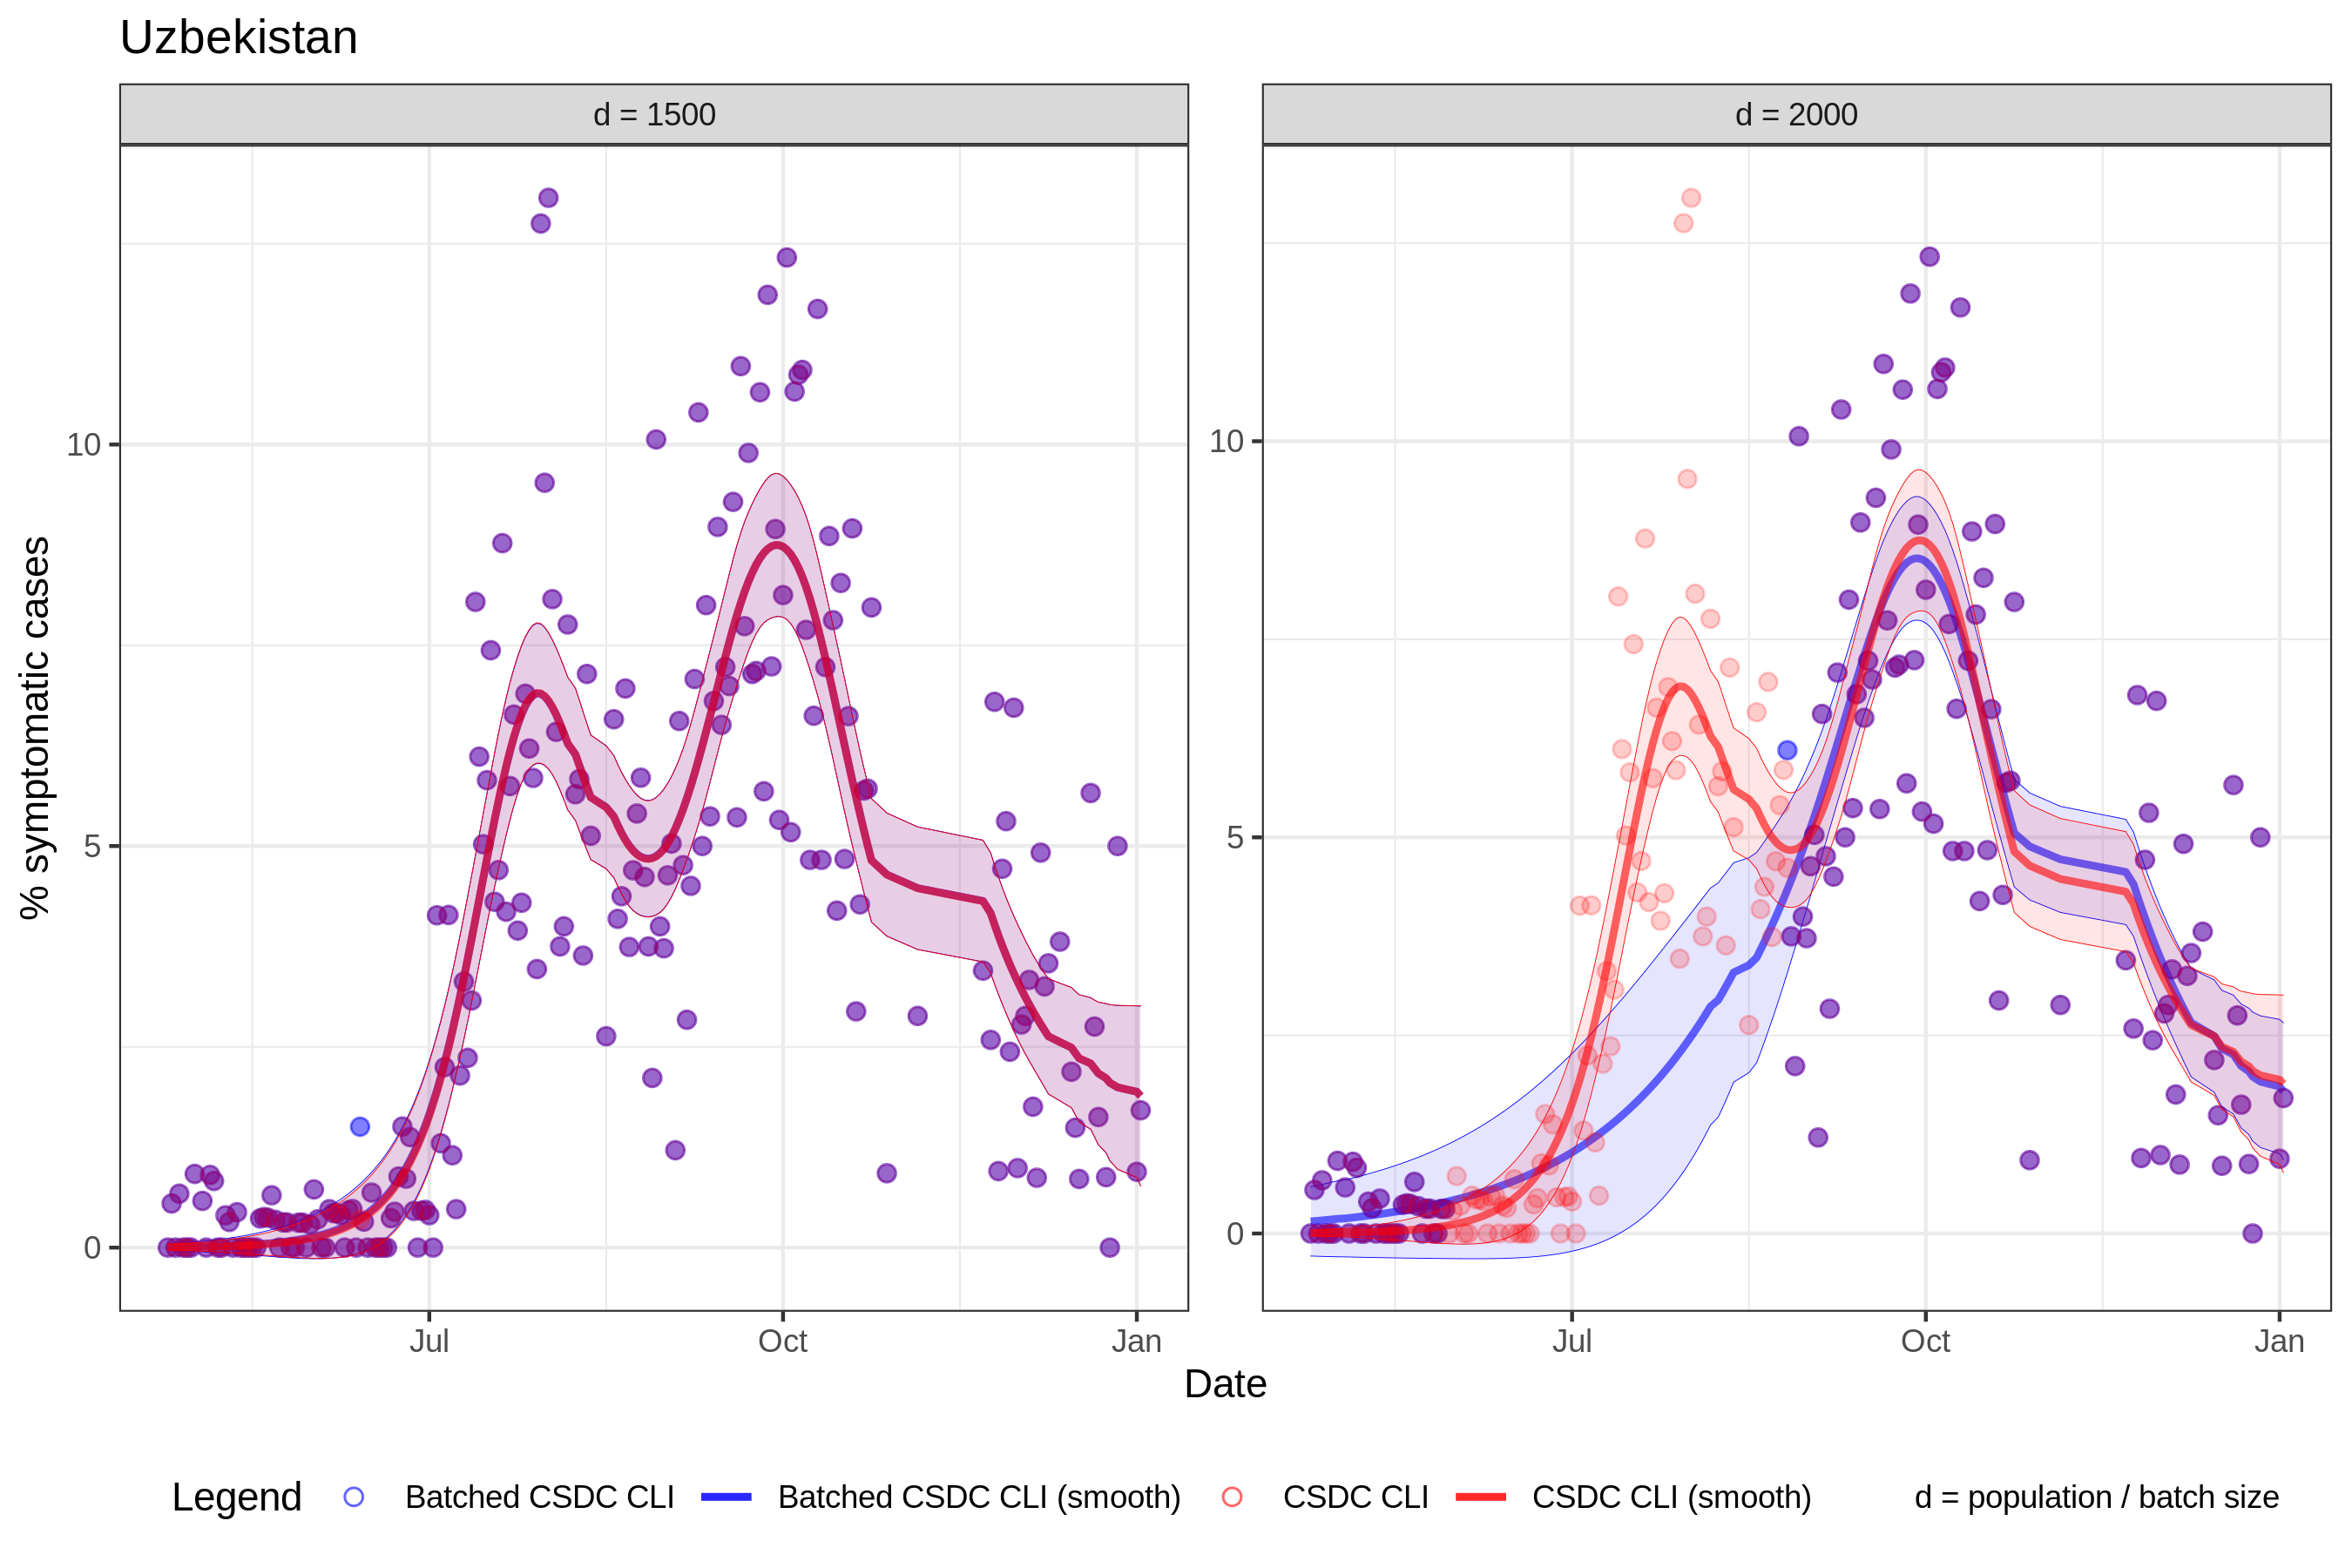 Uzbekistan
d = 1500
d = 2000
% symptomatic cases
10
5
0
10
5
0
Jul
Oct
Jan
Jul
Oct
Jan
Date
Legend
Batched CSDC CLI
Batched CSDC CLI (smooth)
CSDC CLI
CSDC CLI (smooth)
d = population / batch size